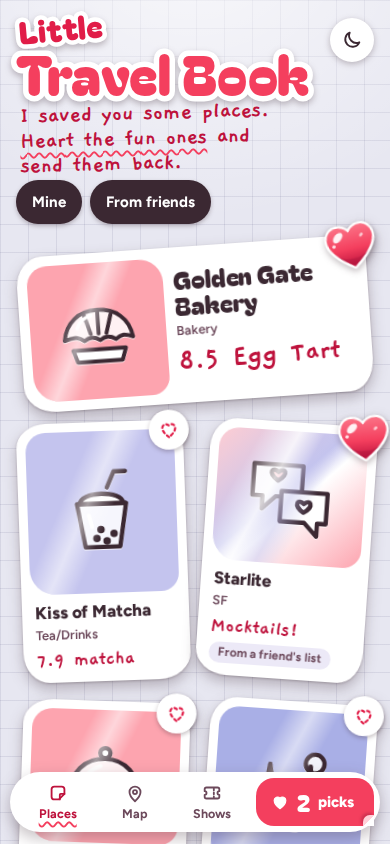 Little
Travel Book
I saved you some places.
Heart the fun ones and
send them back.
Mine
From friends
Golden Gate
Bakery
Bakery
8.5 Egg Tart
Kiss of Matcha
Tea/Drinks
7.9 matcha
Starlite
SF
Mocktails!
From a friend's list
Places
Map
Shows
2 picks